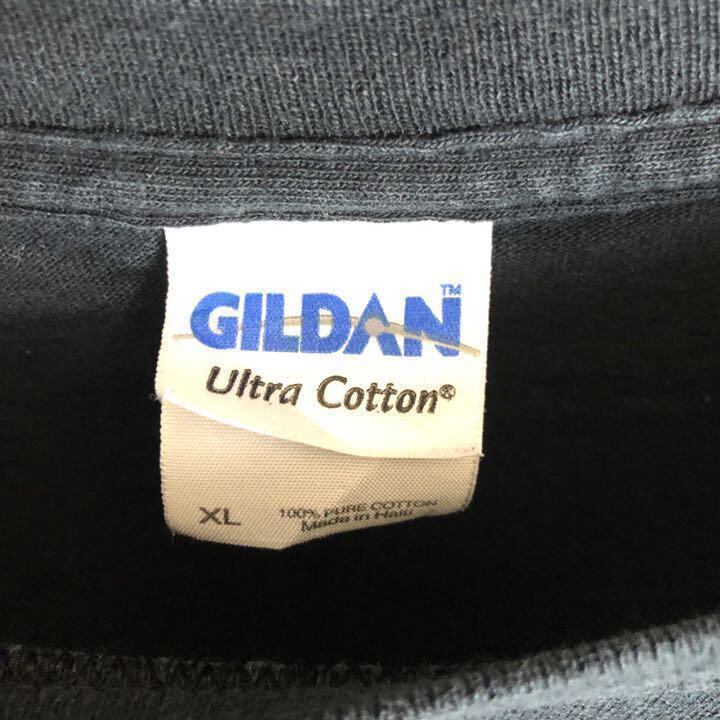 GILDAN™
Ultra Cotton®
XL
100% PURE COTTON
Made in Haiti